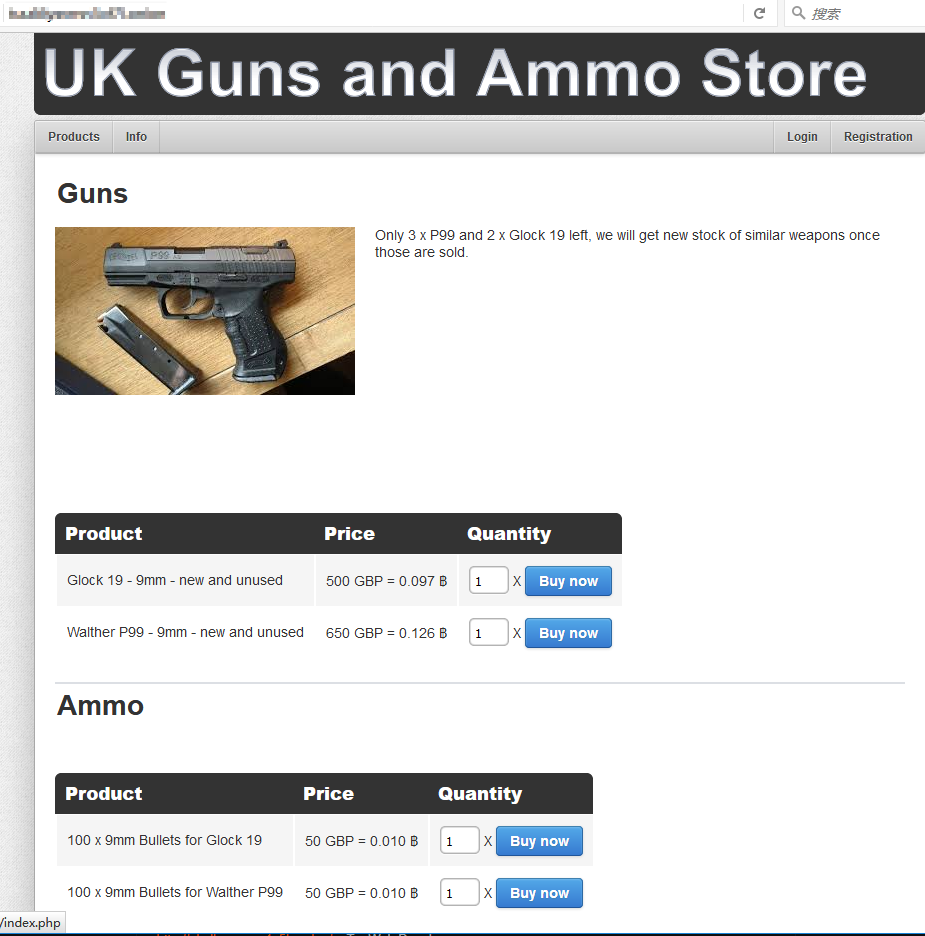 搜索
UK Guns and Ammo Store
Products Info Login Registration
Guns
Only 3 x P99 and 2 x Glock 19 left, we will get new stock of similar weapons once
those are sold.
P99
Product Price Quantity
Glock 19 - 9mm - new and unused 500 GBP = 0.097 ฿ 1 X Buy now
Walther P99 - 9mm - new and unused 650 GBP = 0.126 ฿ 1 X Buy now
Ammo
Product Price Quantity
100 x 9mm Bullets for Glock 19 50 GBP = 0.010 ฿ 1 X Buy now
100 x 9mm Bullets for Walther P99 50 GBP = 0.010 ฿ 1 X Buy now
/index.php